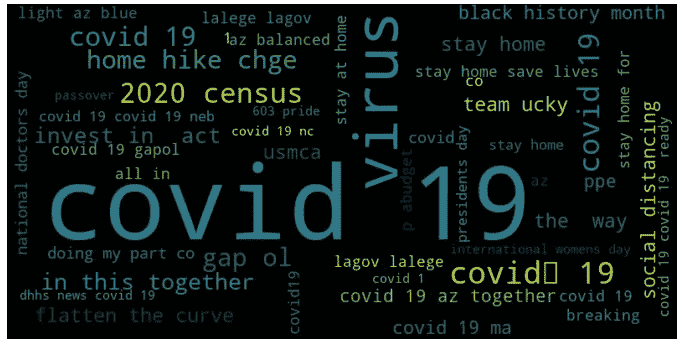 light az blue
lalege lagov
black history month
covid 19
1
az balanced
stay at home
virus
stay home
covid 19
home hike chge
stay home save lives
stay home for
passover
2020 census
603 pride
co
team ucky
national doctors day
covid 19 covid 19 neb
invest in  act
covid 19 nc
covid
presidents day
stay home
social distancing
ready
covid 19 gapol
usmca
p abudget
all in
az
ppe
covid 19
the  way
covid 19 covid 19
doing my part co
gap ol
international womens day
lagov lalege
covid 19
in this together
covid19
covid 1
dhhs news covid 19
covid 19 az together
covid 19
flatten the curve
breaking
covid 19 ma